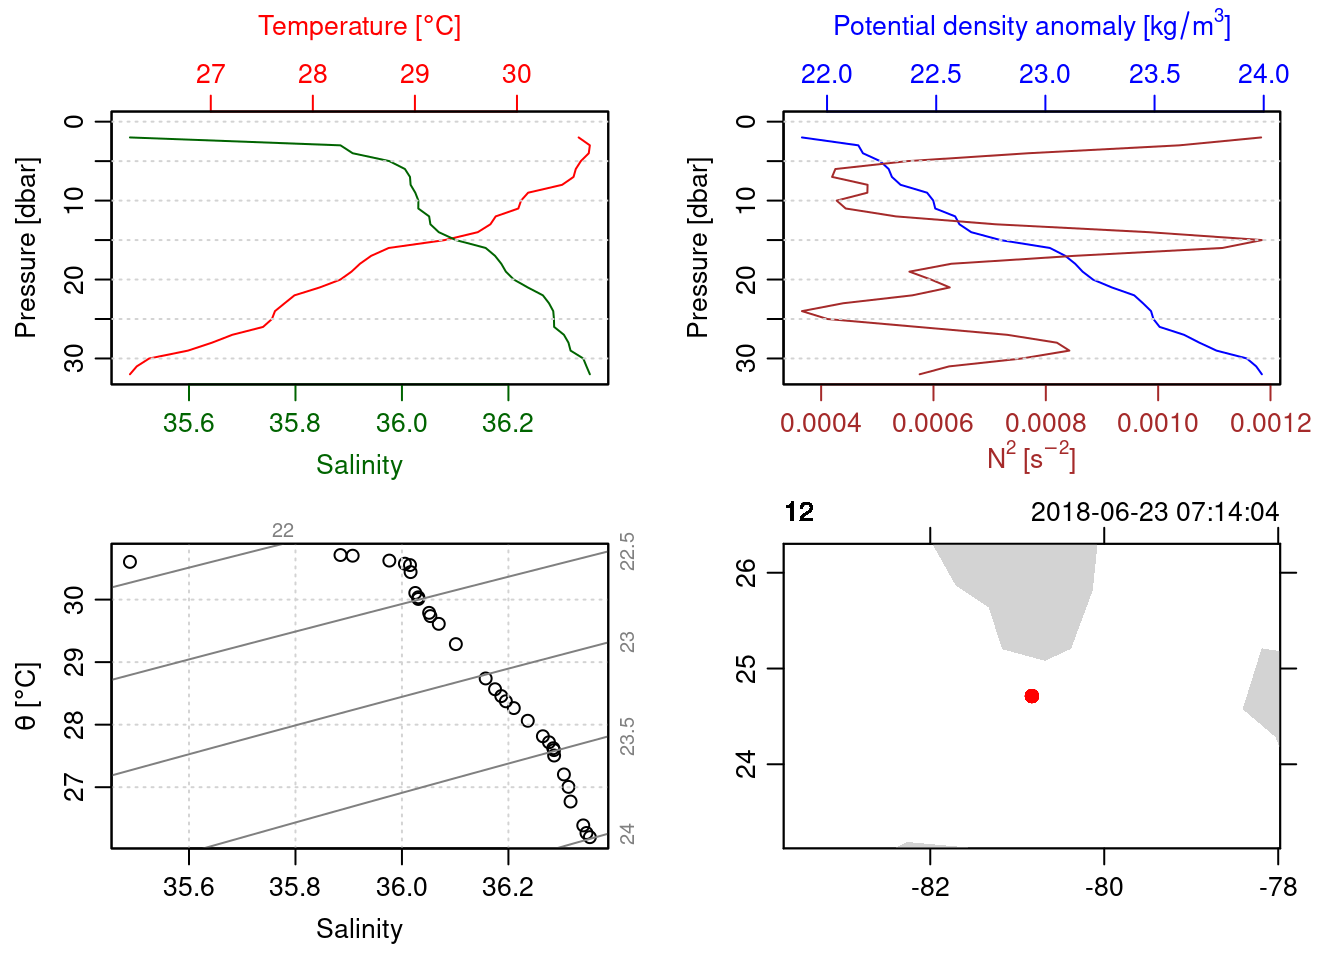 Temperature [°C]
27 28 29 30
Pressure [dbar]
0
10
20
30
35.6 35.8 36.0 36.2
Salinity
Potential density anomaly [kg/m³]
22.0 22.5 23.0 23.5 24.0
Pressure [dbar]
0
10
20
30
0.0004 0.0006 0.0008 0.0010 0.0012
N² [s⁻²]
22
22.5
23
23.5
24
θ [°C]
30
29
28
27
35.6 35.8 36.0 36.2
Salinity
12 2018-06-23 07:14:04
26
25
24
-82 -80 -78